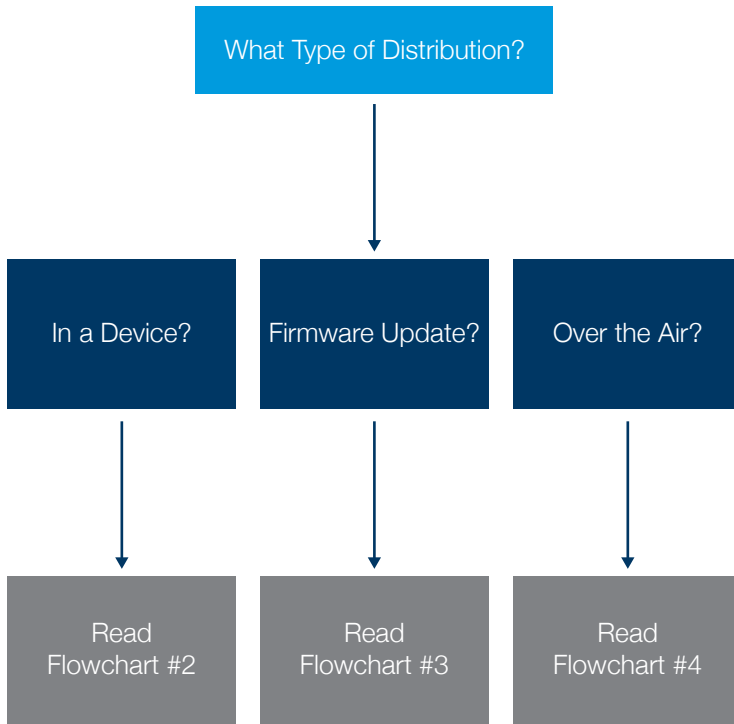 What Type of Distribution?
In a Device?
Firmware Update?
Over the Air?
Read
Flowchart #2
Read
Flowchart #3
Read
Flowchart #4